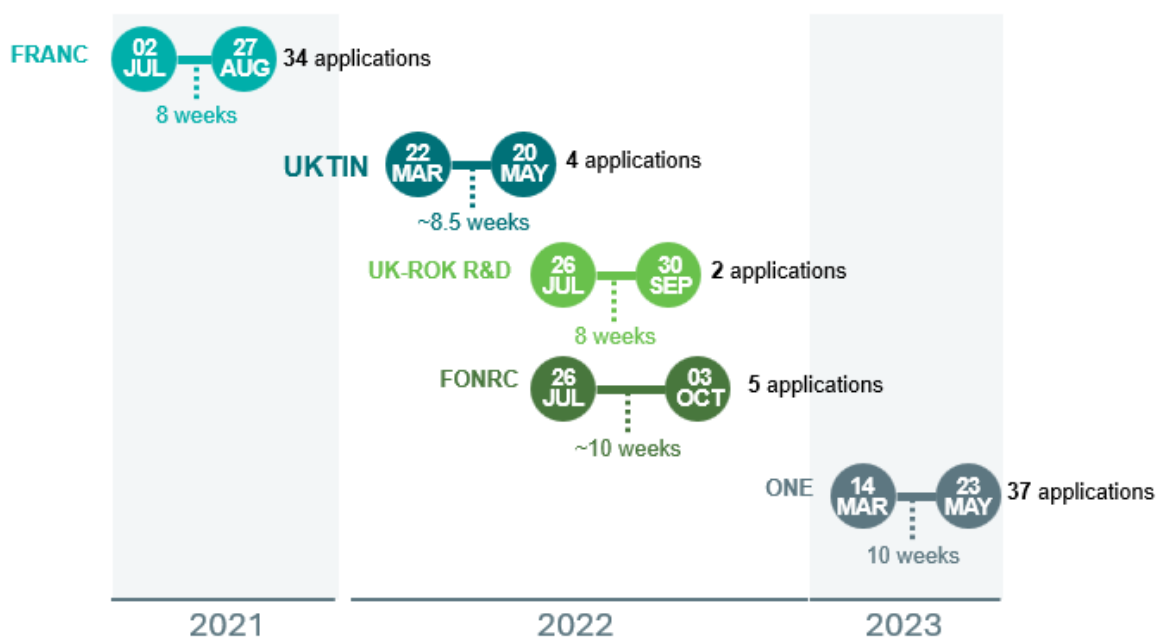 FRANC
02 JUL
27 AUG
34 applications
8 weeks
UKTIN
22 MAR
20 MAY
4 applications
~8.5 weeks
UK-ROK R&D
26 JUL
30 SEP
2 applications
8 weeks
FONRC
26 JUL
03 OCT
5 applications
~10 weeks
ONE
14 MAR
23 MAY
37 applications
10 weeks
2021
2022
2023